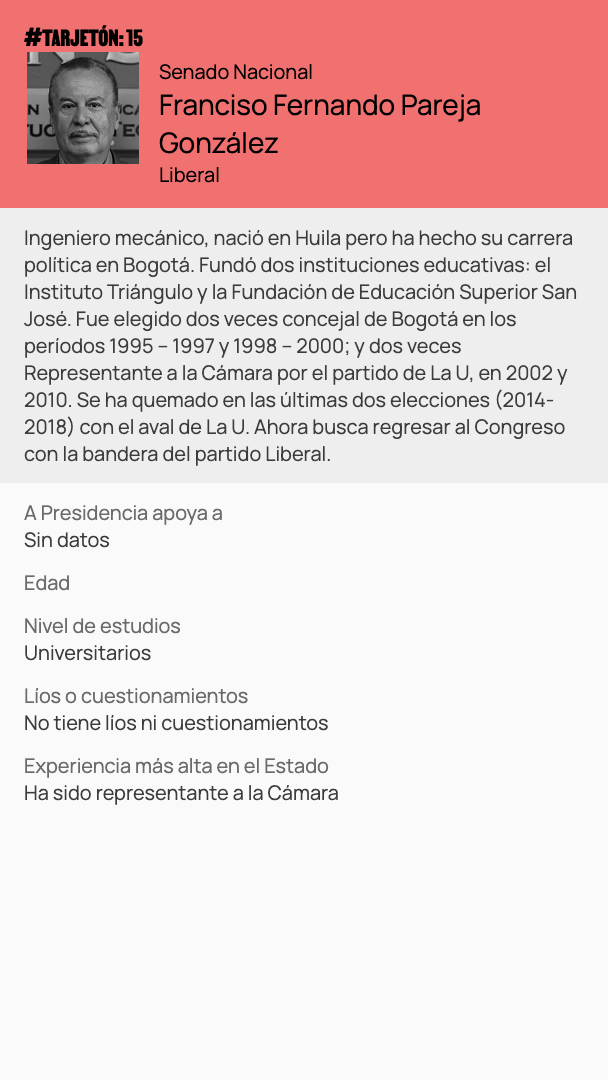 #TARJETÓN: 15
Senado Nacional
Franciso Fernando Pareja
González
Liberal
Ingeniero mecánico, nació en Huila pero ha hecho su carrera
política en Bogotá. Fundó dos instituciones educativas: el
Instituto Triángulo y la Fundación de Educación Superior San
José. Fue elegido dos veces concejal de Bogotá en los
períodos 1995 – 1997 y 1998 – 2000; y dos veces
Representante a la Cámara por el partido de La U, en 2002 y
2010. Se ha quemado en las últimas dos elecciones (2014-
2018) con el aval de La U. Ahora busca regresar al Congreso
con la bandera del partido Liberal.
A Presidencia apoya a
Sin datos
Edad
Nivel de estudios
Universitarios
Líos o cuestionamientos
No tiene líos ni cuestionamientos
Experiencia más alta en el Estado
Ha sido representante a la Cámara